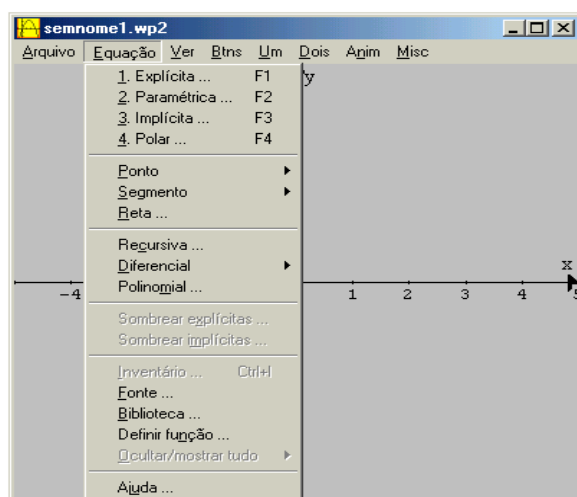 semnome1.wp2
Arquivo Equação Ver Btns Um Dois Anim Misc
1. Explícita ... F1
y
2. Paramétrica ... F2
3. Implícita ... F3
4. Polar ... F4
Ponto
Segmento
Reta ...
Recursiva ...
Diferencial
x
Polinomial ...
-4 1 2 3 4 5
Sombrear explícitas ...
Sombrear implícitas ...
Inventário ... Ctrl+I
Fonte ...
Biblioteca ...
Definir função ...
Ocultar/mostrar tudo
Ajuda ...